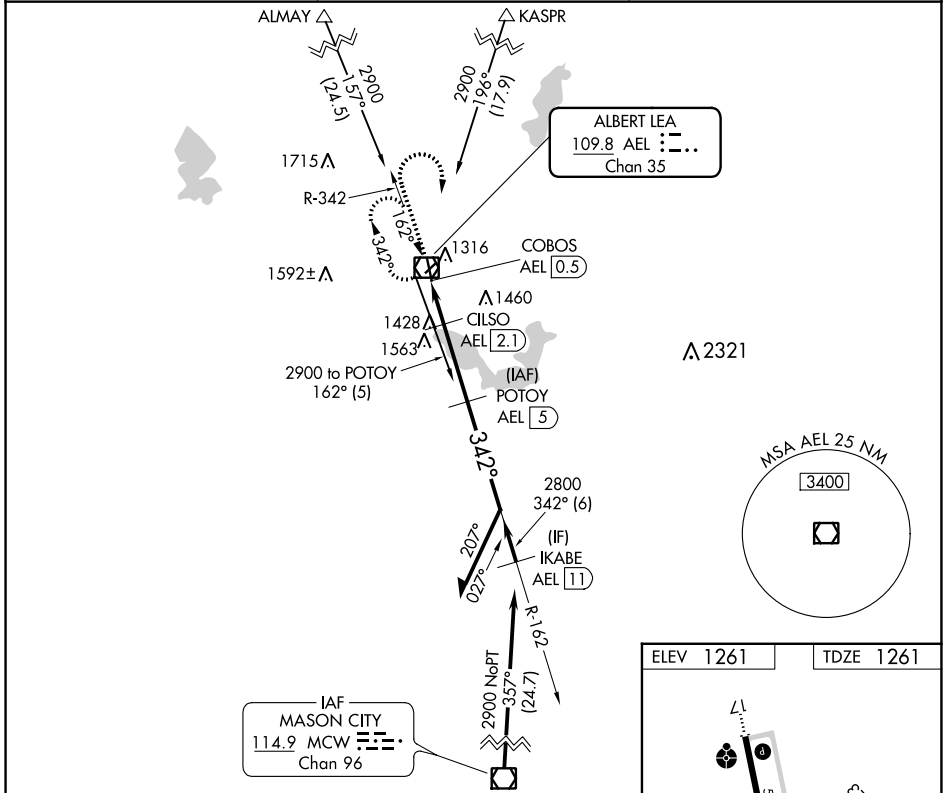 ALMAY
KASPR
2900
157°
(24.5)
2900
196°
(17.9)
ALBERT LEA
109.8 AEL
Chan 35
1715
R-342
162°
342°
1316
COBOS
AEL 0.5
1592±
1460
1428
CILSO
AEL 2.1
1563
2321
2900 to POTOY
162° (5)
(IAF)
POTOY
AEL 5
342°
MSA AEL 25 NM
3400
2800
342° (6)
207°
027°
(IF)
IKABE
AEL 11
R-162
2900 NoPT
357°
(24.7)
IAF
MASON CITY
114.9 MCW
Chan 96
ELEV 1261
TDZE 1261
17
P